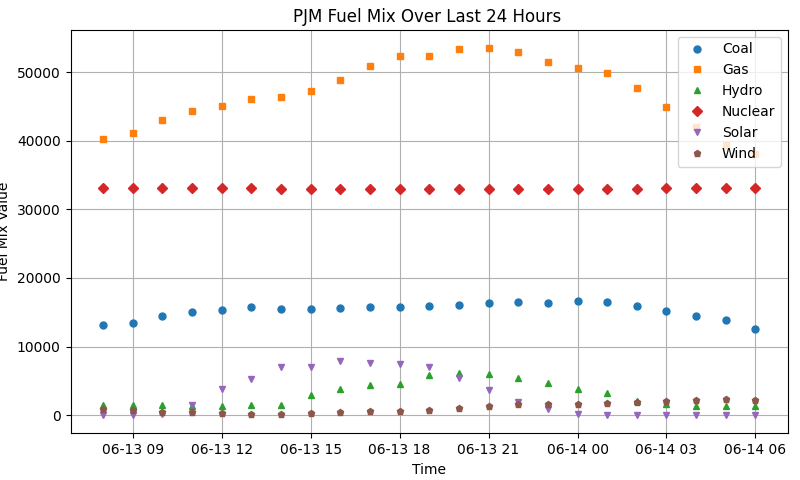 PJM Fuel Mix Over Last 24 Hours
Coal
Gas
Hydro
Nuclear
Solar
Wind
Fuel Mix Value
50000
40000
30000
20000
10000
0
06-13 09
06-13 12
06-13 15
06-13 18
06-13 21
06-14 00
06-14 03
06-14 06
Time